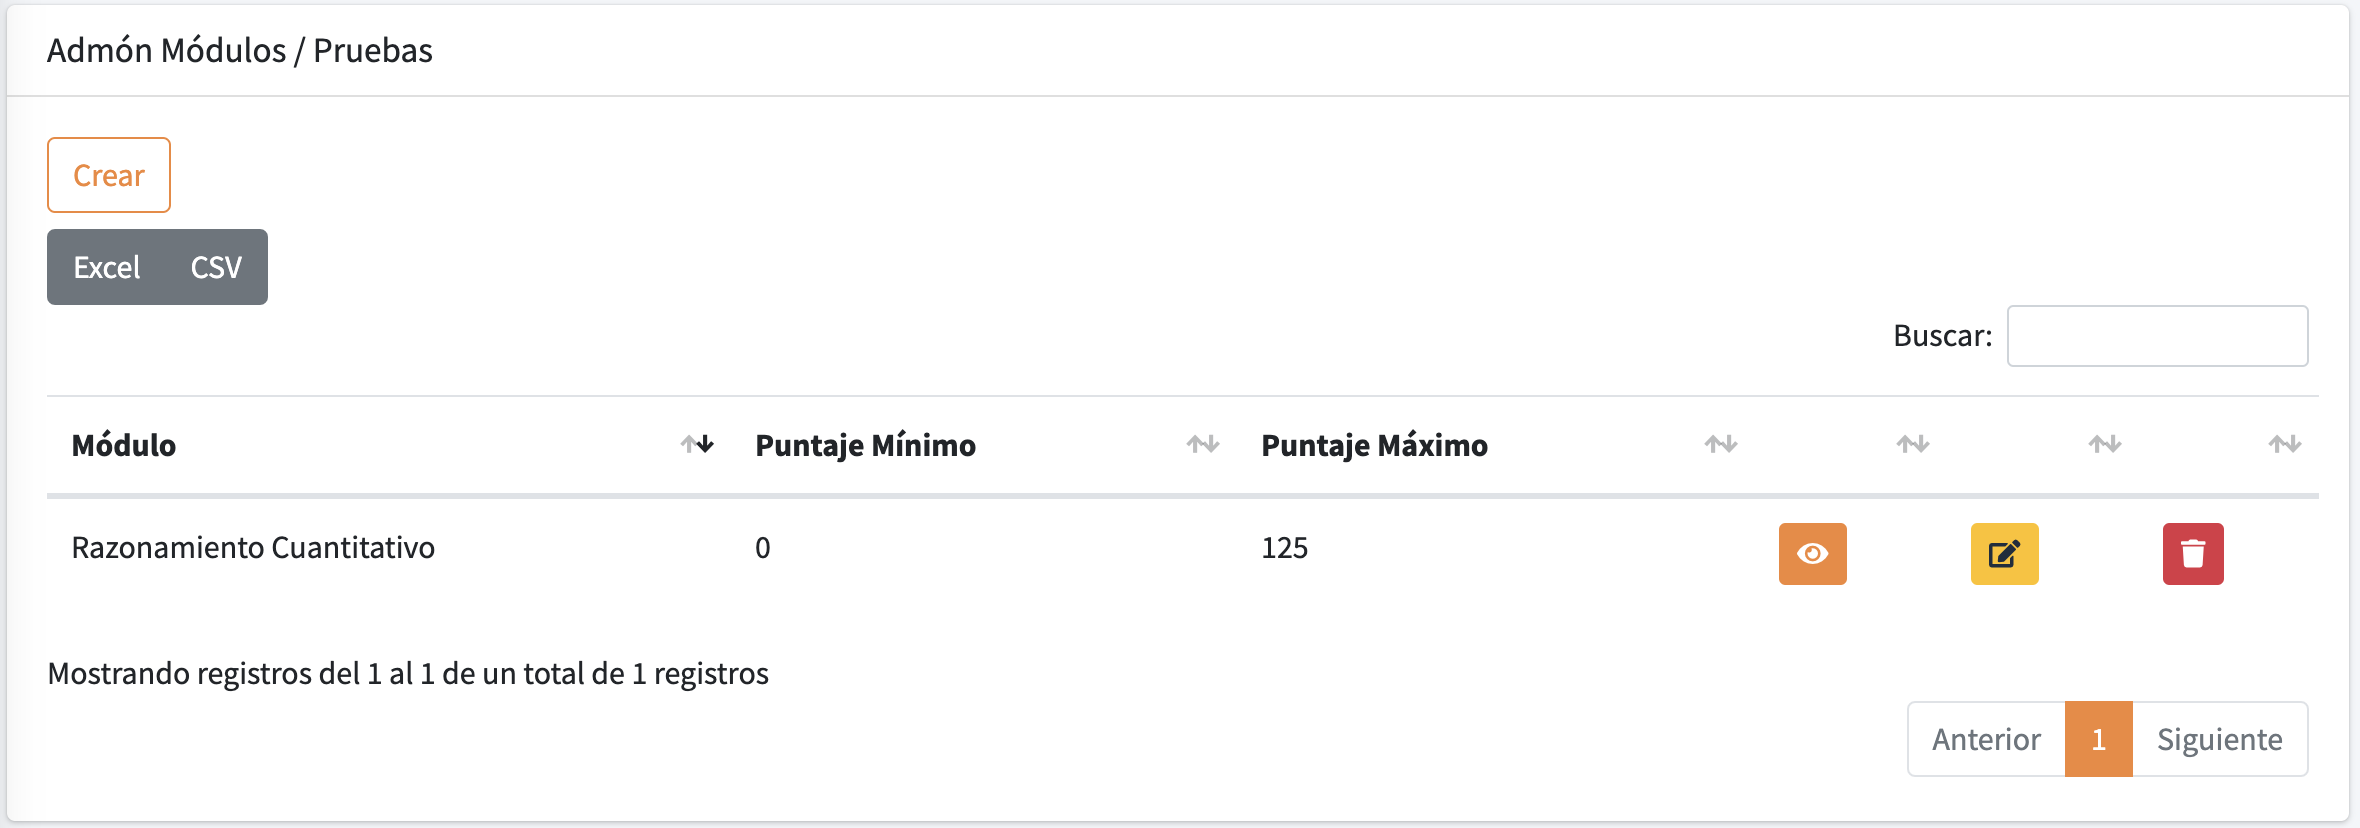 Admón Módulos / Pruebas
Crear
Excel CSV
Buscar:
Módulo Puntaje Mínimo Puntaje Máximo
Razonamiento Cuantitativo 0 125
Mostrando registros del 1 al 1 de un total de 1 registros
Anterior 1 Siguiente